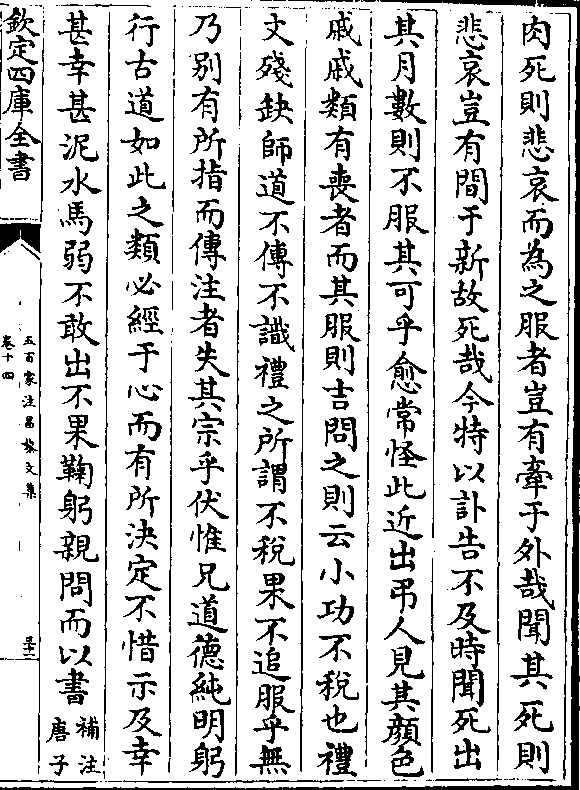 肉死則悲哀而為之服者豈有牽于外哉聞其死則
悲哀豈有間于新故死哉今特以訃告不及時聞死出
其月數則不服其可乎愈常怪此近出弔人見其顔色
戚戚類有喪者而其服則吉問之則云小功不稅也禮
文殘缺師道不傳不識禮之所謂不稅果不追服乎無
乃别有所指而傳注者失其宗乎伏惟兄道德純明躬
行古道如此之類必經于心而有所決定不惜示及幸
甚幸甚泥水馬弱不敢出不果鞠躬親問而以書
補注
唐子
欽定四庫全書
五百家注昌黎文集
卷十四